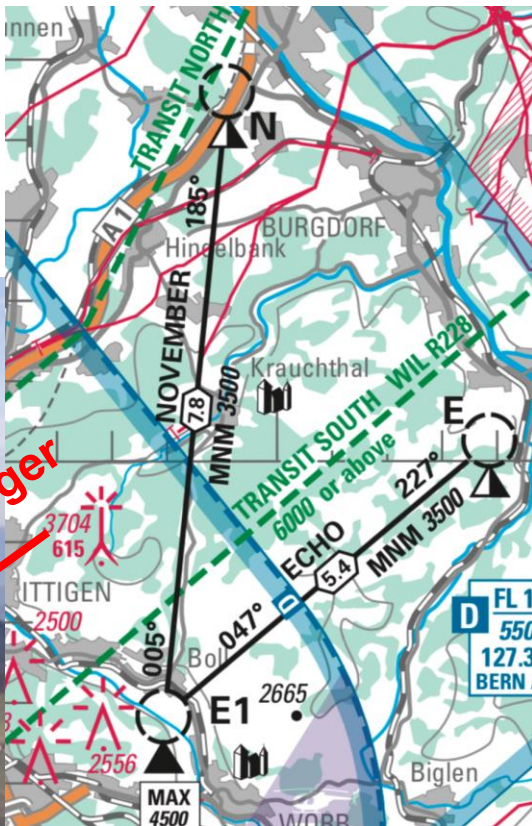 nnen
TRANSIT NORTH
N
185°
A1
BURGDORF
Hindelbank
NOVEMBER
7.8
MNM 3500
Krauchthal
TRANSIT SOUTH WIL R228
6000 or above
E
227°
ger
3704
615
ECHO
5.4
MNM 3500
ITTIGEN
2500
D
047°
005°
D
FL 1
550
127.3
BERN
Boll
E1
2665
2556
Biglen
MAX
4500
WORB